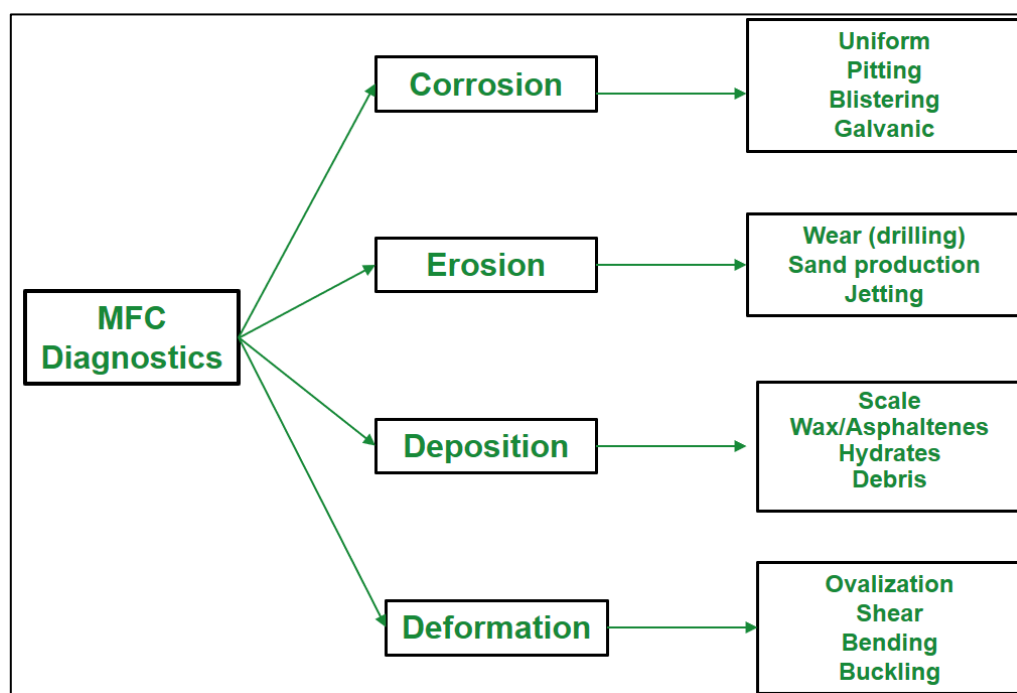 MFC
Diagnostics
Corrosion
Uniform
Pitting
Blistering
Galvanic
Erosion
Wear (drilling)
Sand production
Jetting
Deposition
Scale
Wax/Asphaltenes
Hydrates
Debris
Deformation
Ovalization
Shear
Bending
Buckling